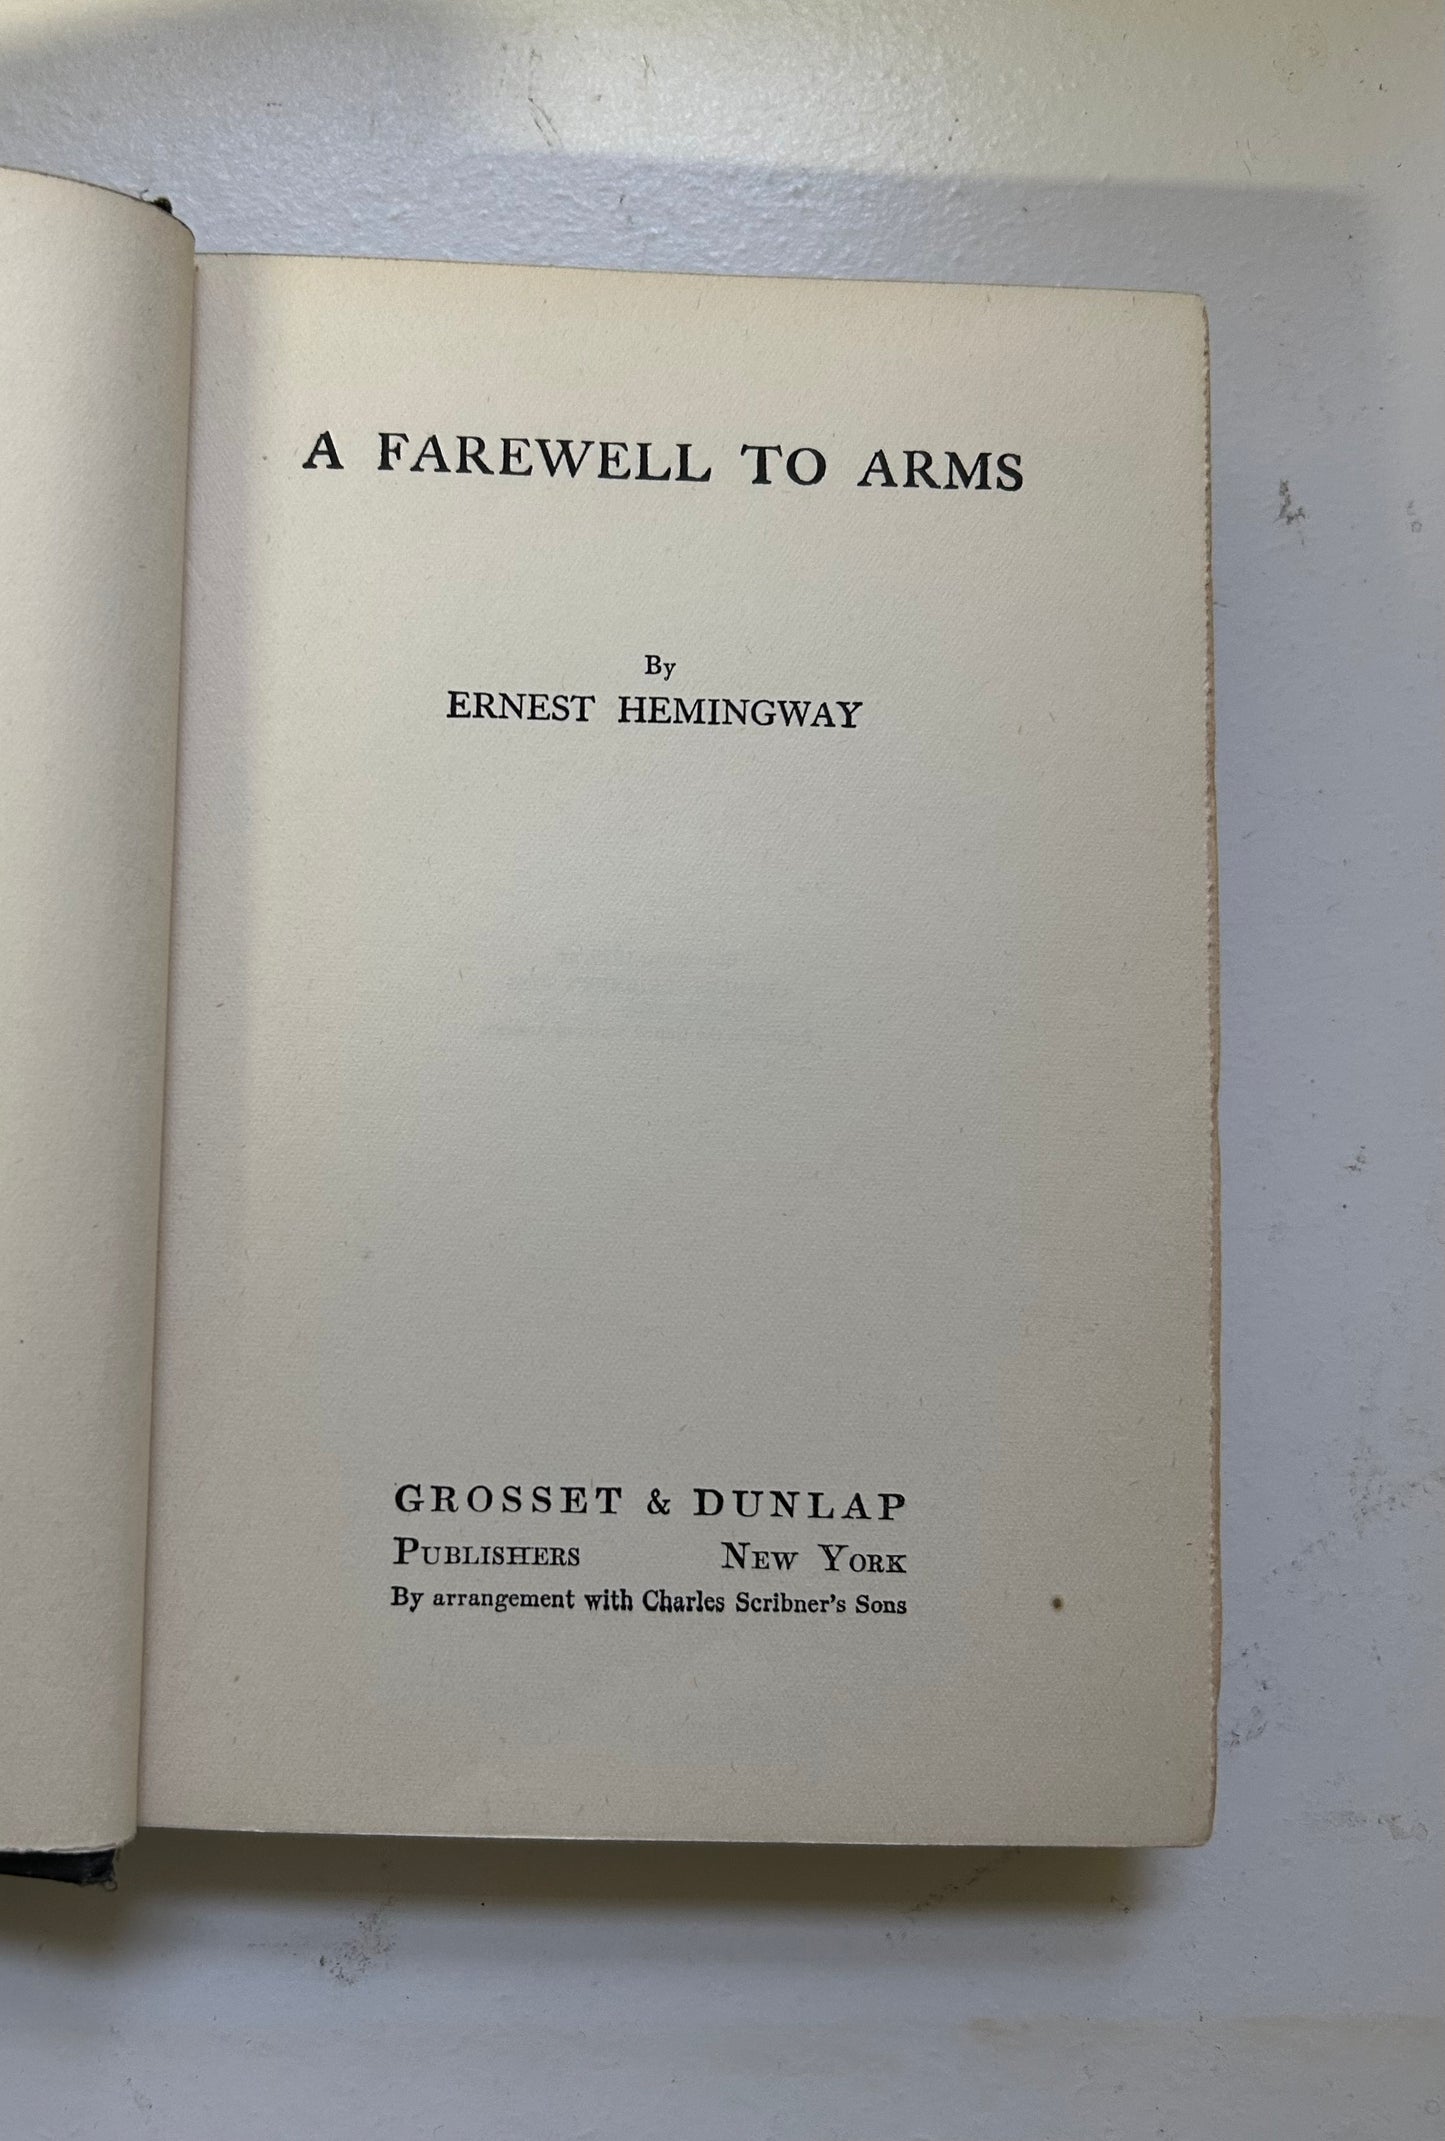 A FAREWELL TO ARMS
By
ERNEST HEMINGWAY
GROSSET & DUNLAP
PUBLISHERS NEW YORK
By arrangement with Charles Scribner's Sons